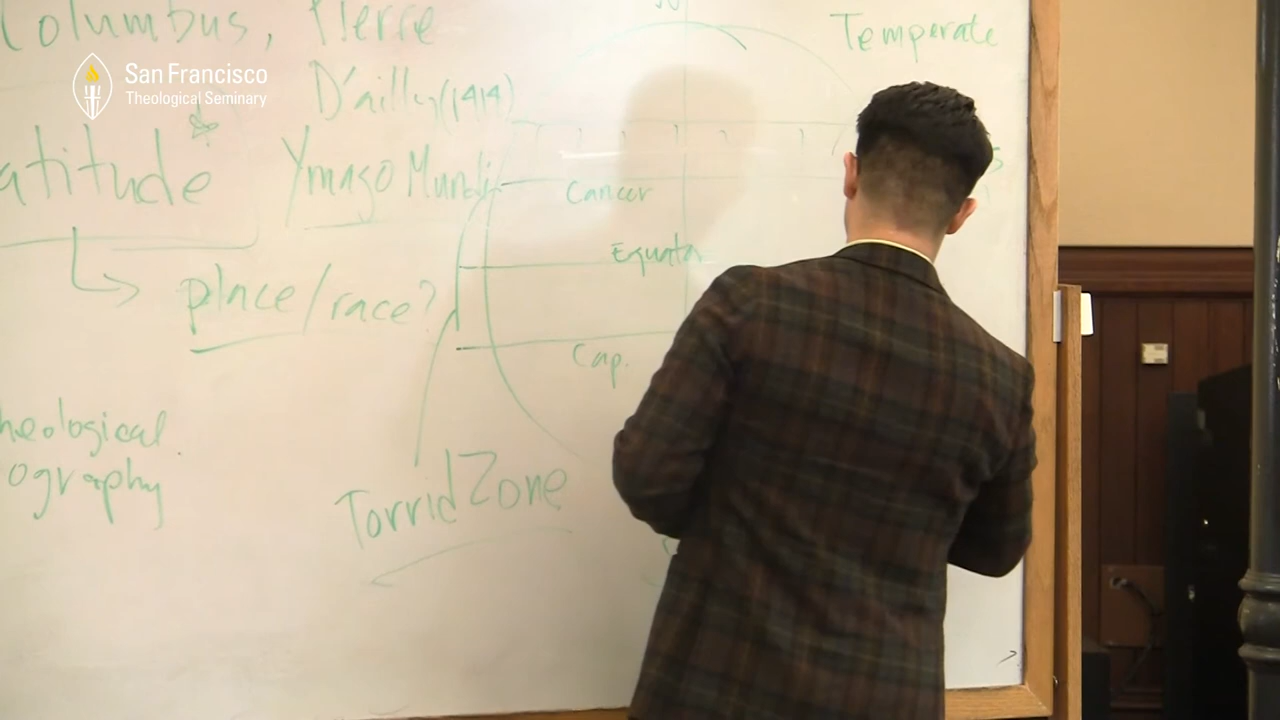 Columbus, Pierre
D'ailly (1414)
San Francisco
Theological Seminary
Temperate
atitude
Ymago Mundi
Cancer
Equator
place/race?
Cap.
heological
ography
Torrid Zone